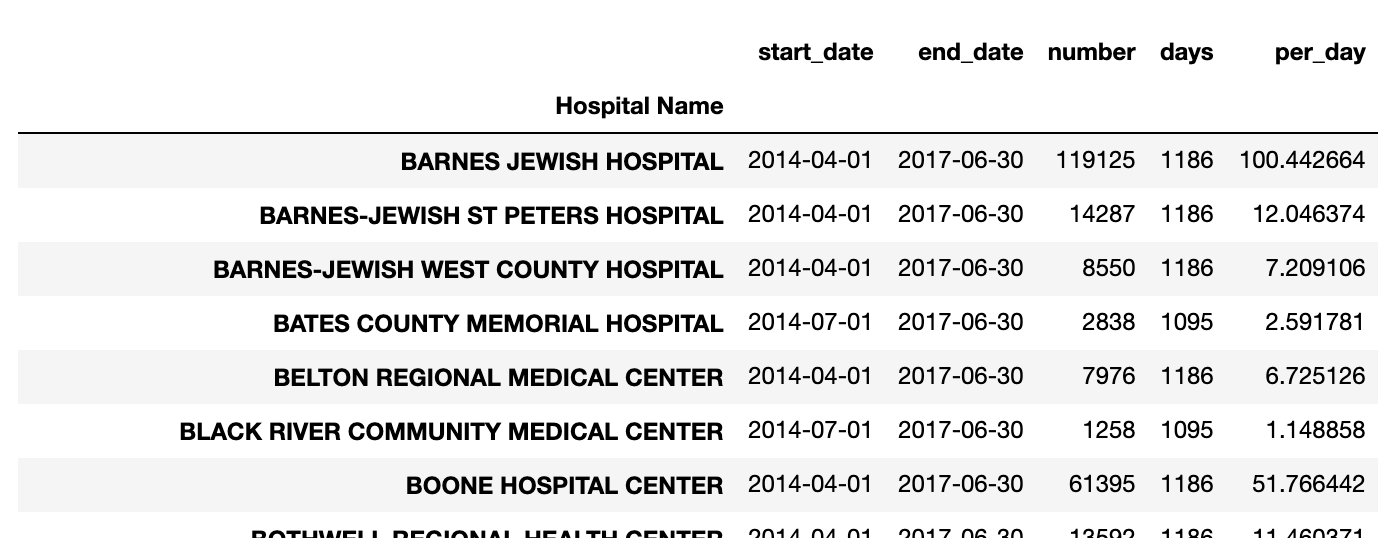 start_date end_date number days per_day
Hospital Name
BARNES JEWISH HOSPITAL 2014-04-01 2017-06-30 119125 1186 100.442664
BARNES-JEWISH ST PETERS HOSPITAL 2014-04-01 2017-06-30 14287 1186 12.046374
BARNES-JEWISH WEST COUNTY HOSPITAL 2014-04-01 2017-06-30 8550 1186 7.209106
BATES COUNTY MEMORIAL HOSPITAL 2014-07-01 2017-06-30 2838 1095 2.591781
BELTON REGIONAL MEDICAL CENTER 2014-04-01 2017-06-30 7976 1186 6.725126
BLACK RIVER COMMUNITY MEDICAL CENTER 2014-07-01 2017-06-30 1258 1095 1.148858
BOONE HOSPITAL CENTER 2014-04-01 2017-06-30 61395 1186 51.766442
BOTHWELL REGIONAL HEALTH CENTER 2014-04-01 2017-06-30 13592 1186 11.460371